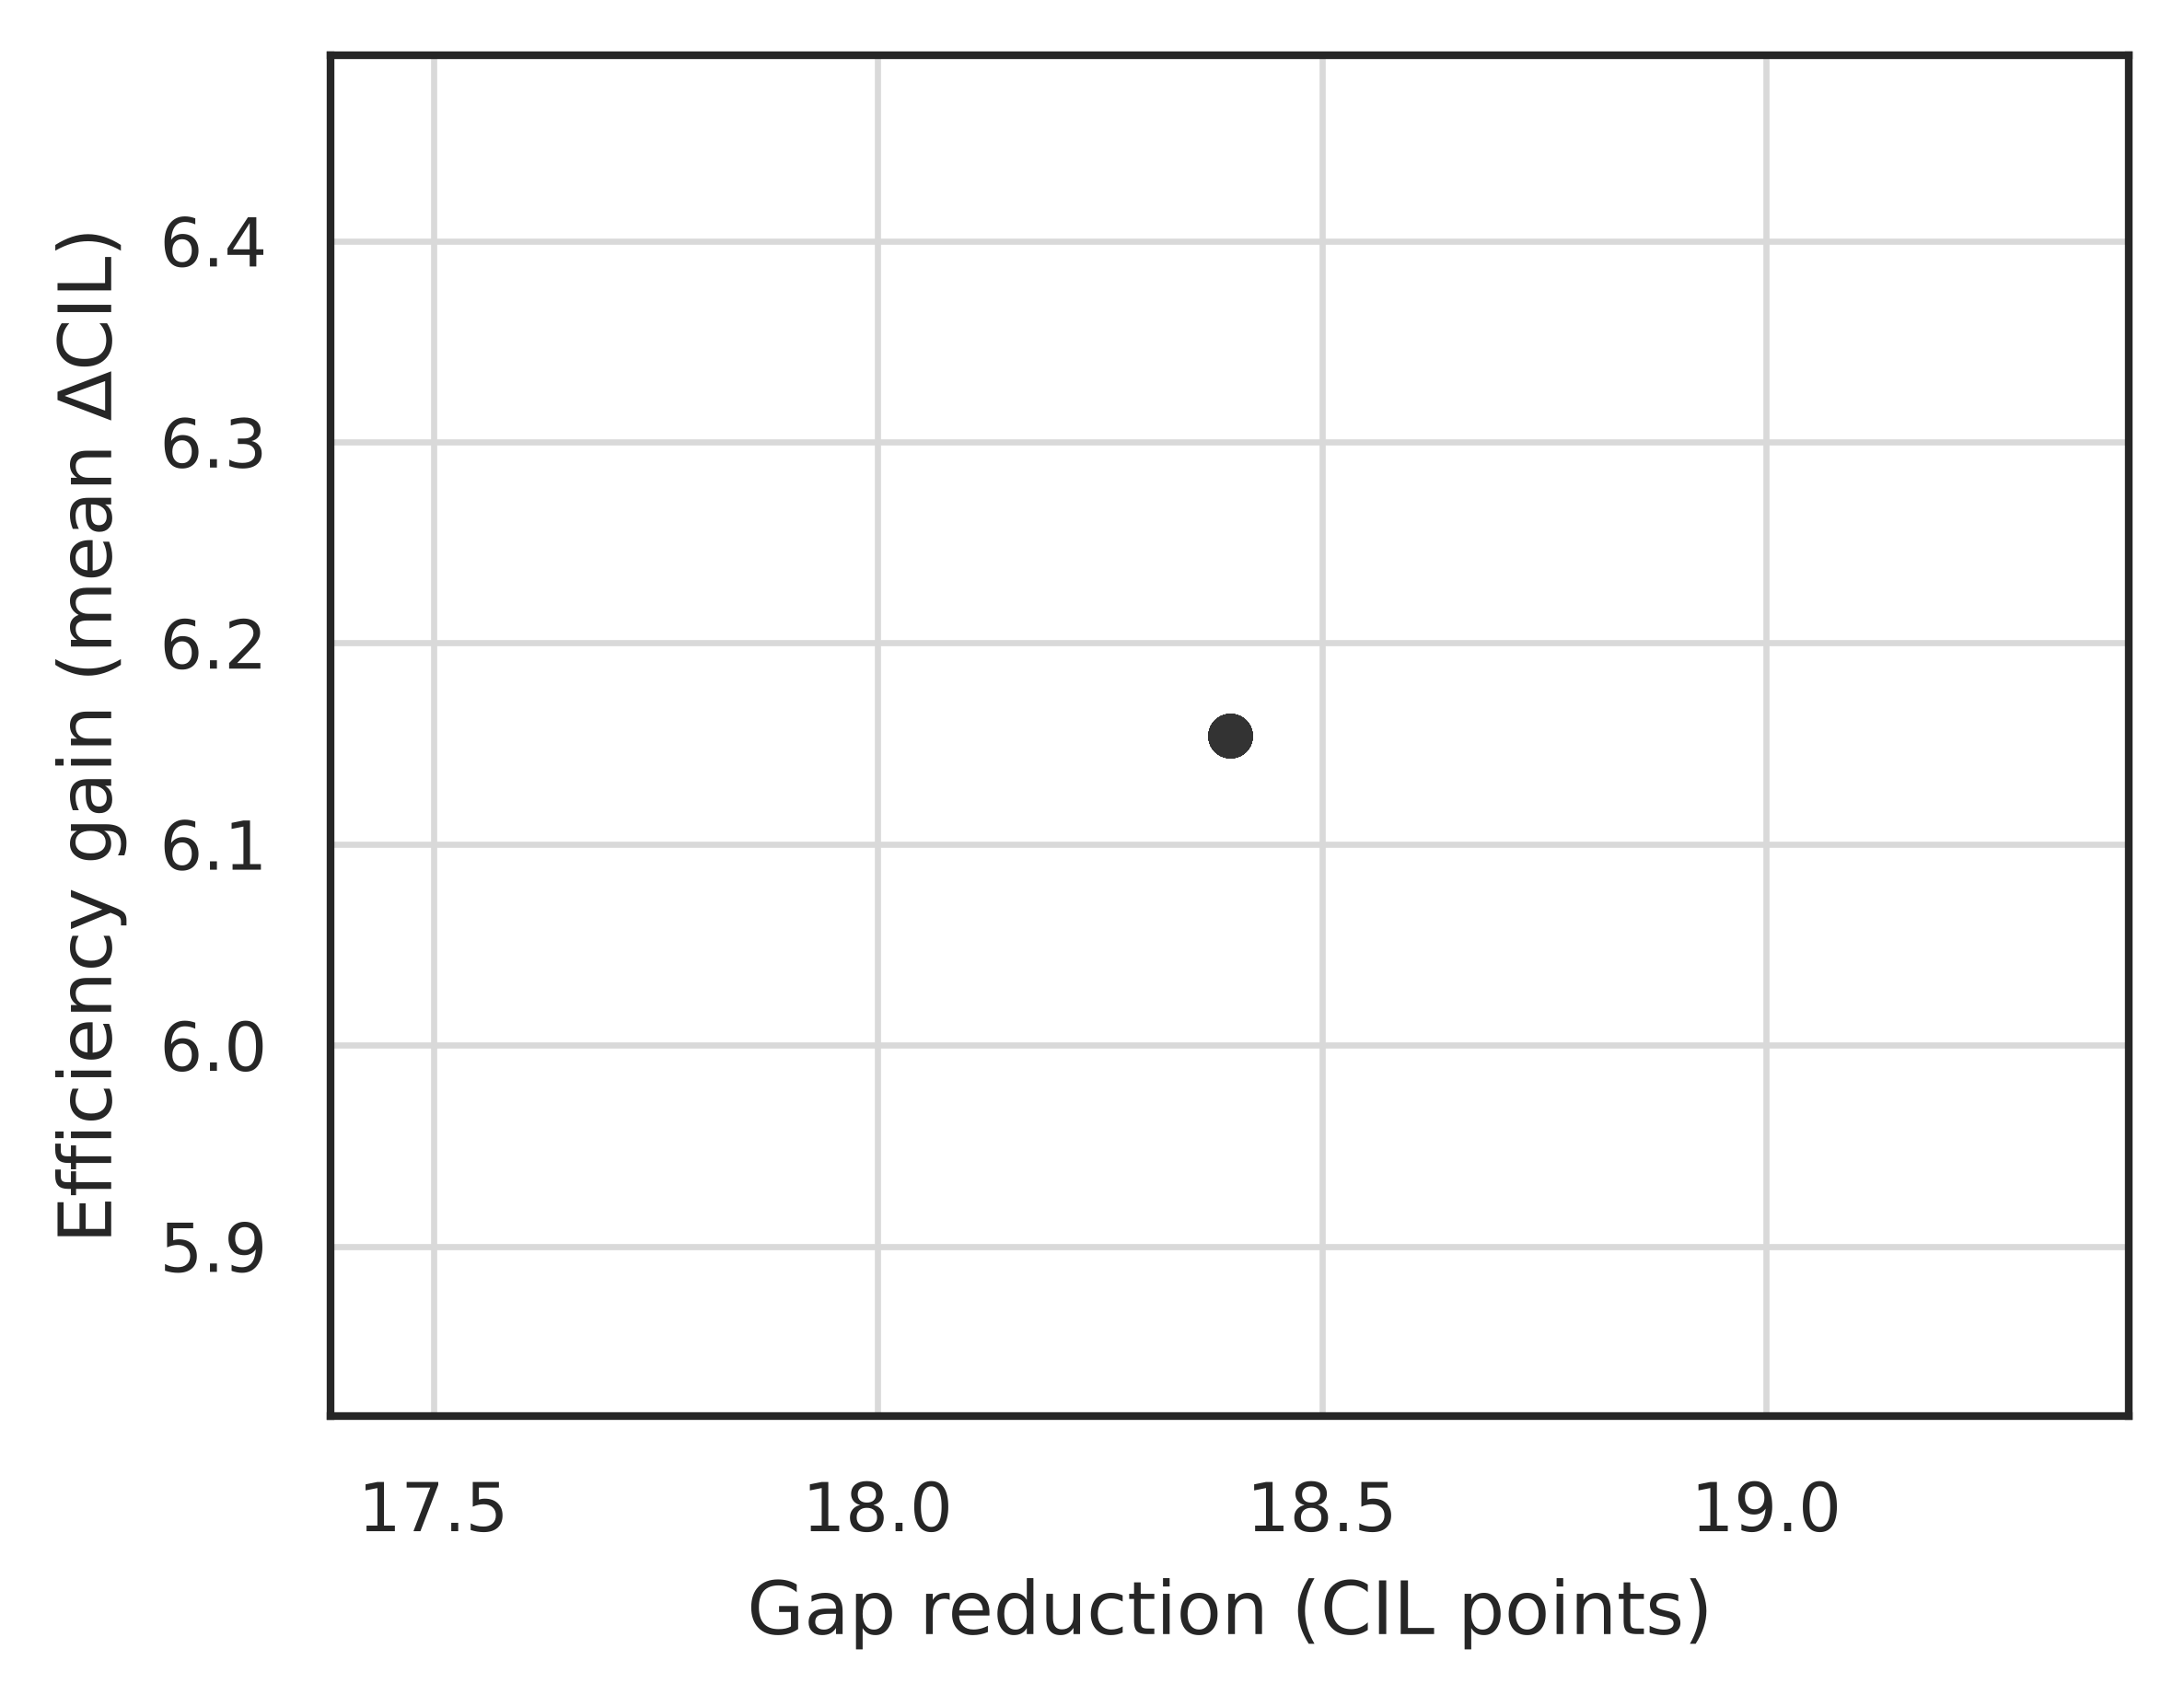 Efficiency gain (mean ΔCIL)
6.4
6.3
6.2
6.1
6.0
5.9
17.5 18.0 18.5 19.0
Gap reduction (CIL points)